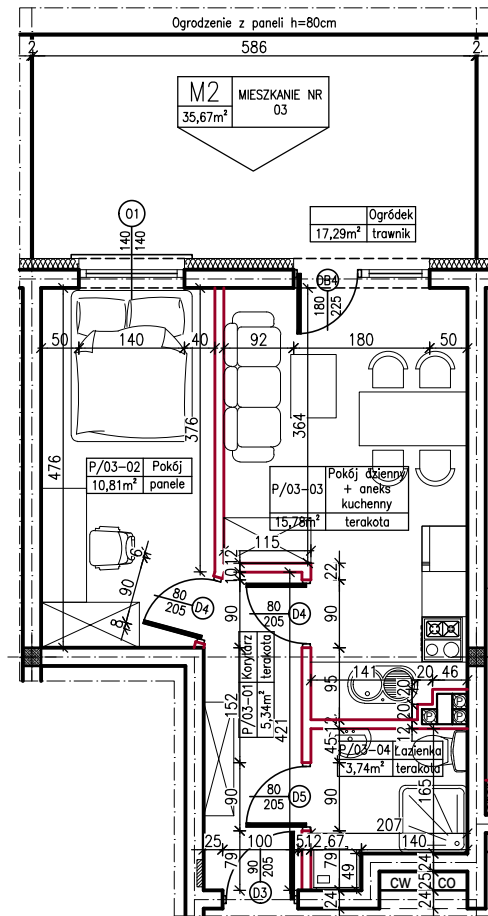 Ogrodzenie z paneli h=80cm
2 586 2
M2
35,67m²
MIESZKANIE NR
03
01
140
140
Ogródek
17,29m² trawnik
OB4
180
225
50 140 40 92 180 50
376
364
476
P/03-02 Pokój
10,81m² panele
P/03-03
Pokój dzienny
+ aneks
kuchenny
15,78m² terakota
115
6
90
8
10 12
22
80
205
D4
80
205
D4
90
90
P/03-01 Korytarz
5,34m² terakota
152
421
95
141 20 46
20
20
12
12
45
P/03-04 Łazienka
3,74m² terakota
165
80
205
D5
90
90
207
25 100 5 12 67 140
79
90
205
D3
79
49
24
24
25
24
CW CO